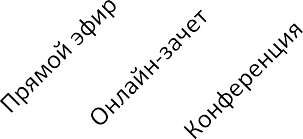 Прямой эфир
Онлайн-зачет
Конференция